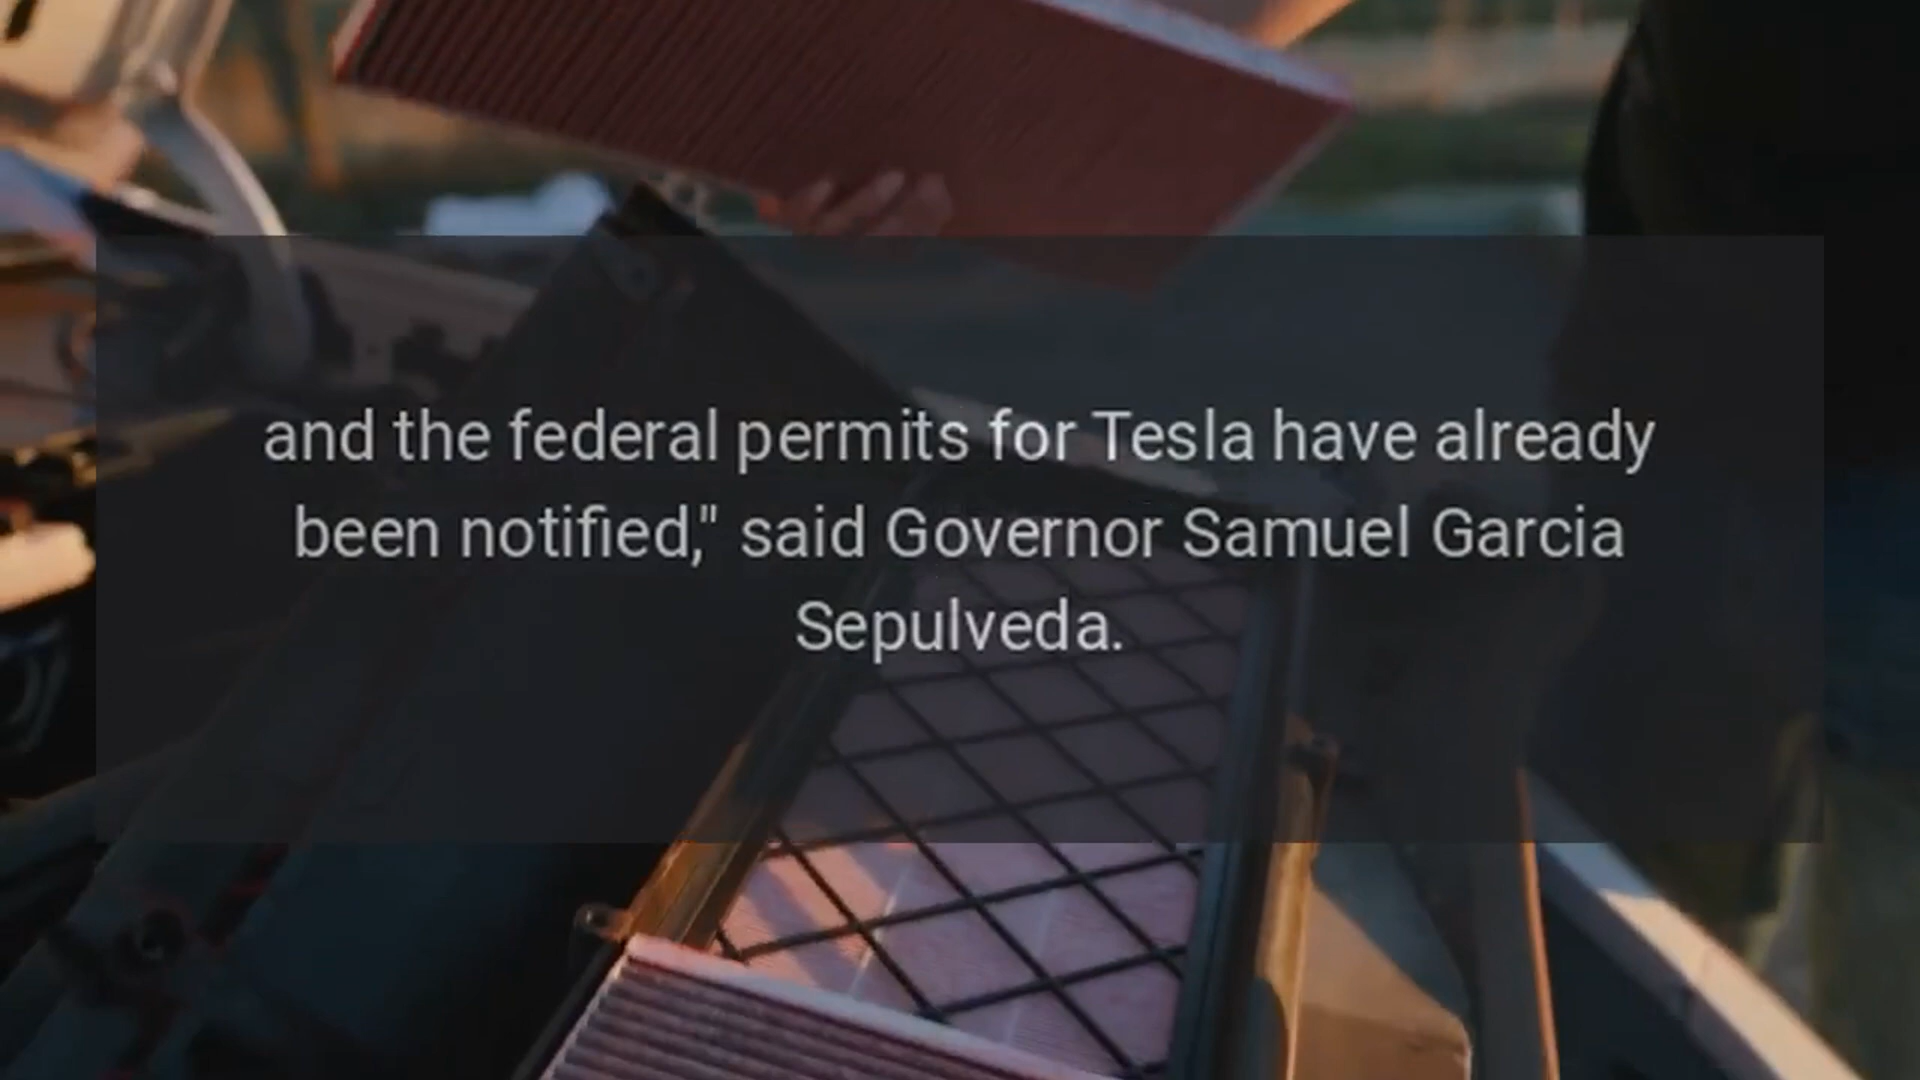 and the federal permits for Tesla have already
been notified," said Governor Samuel Garcia
Sepulveda.